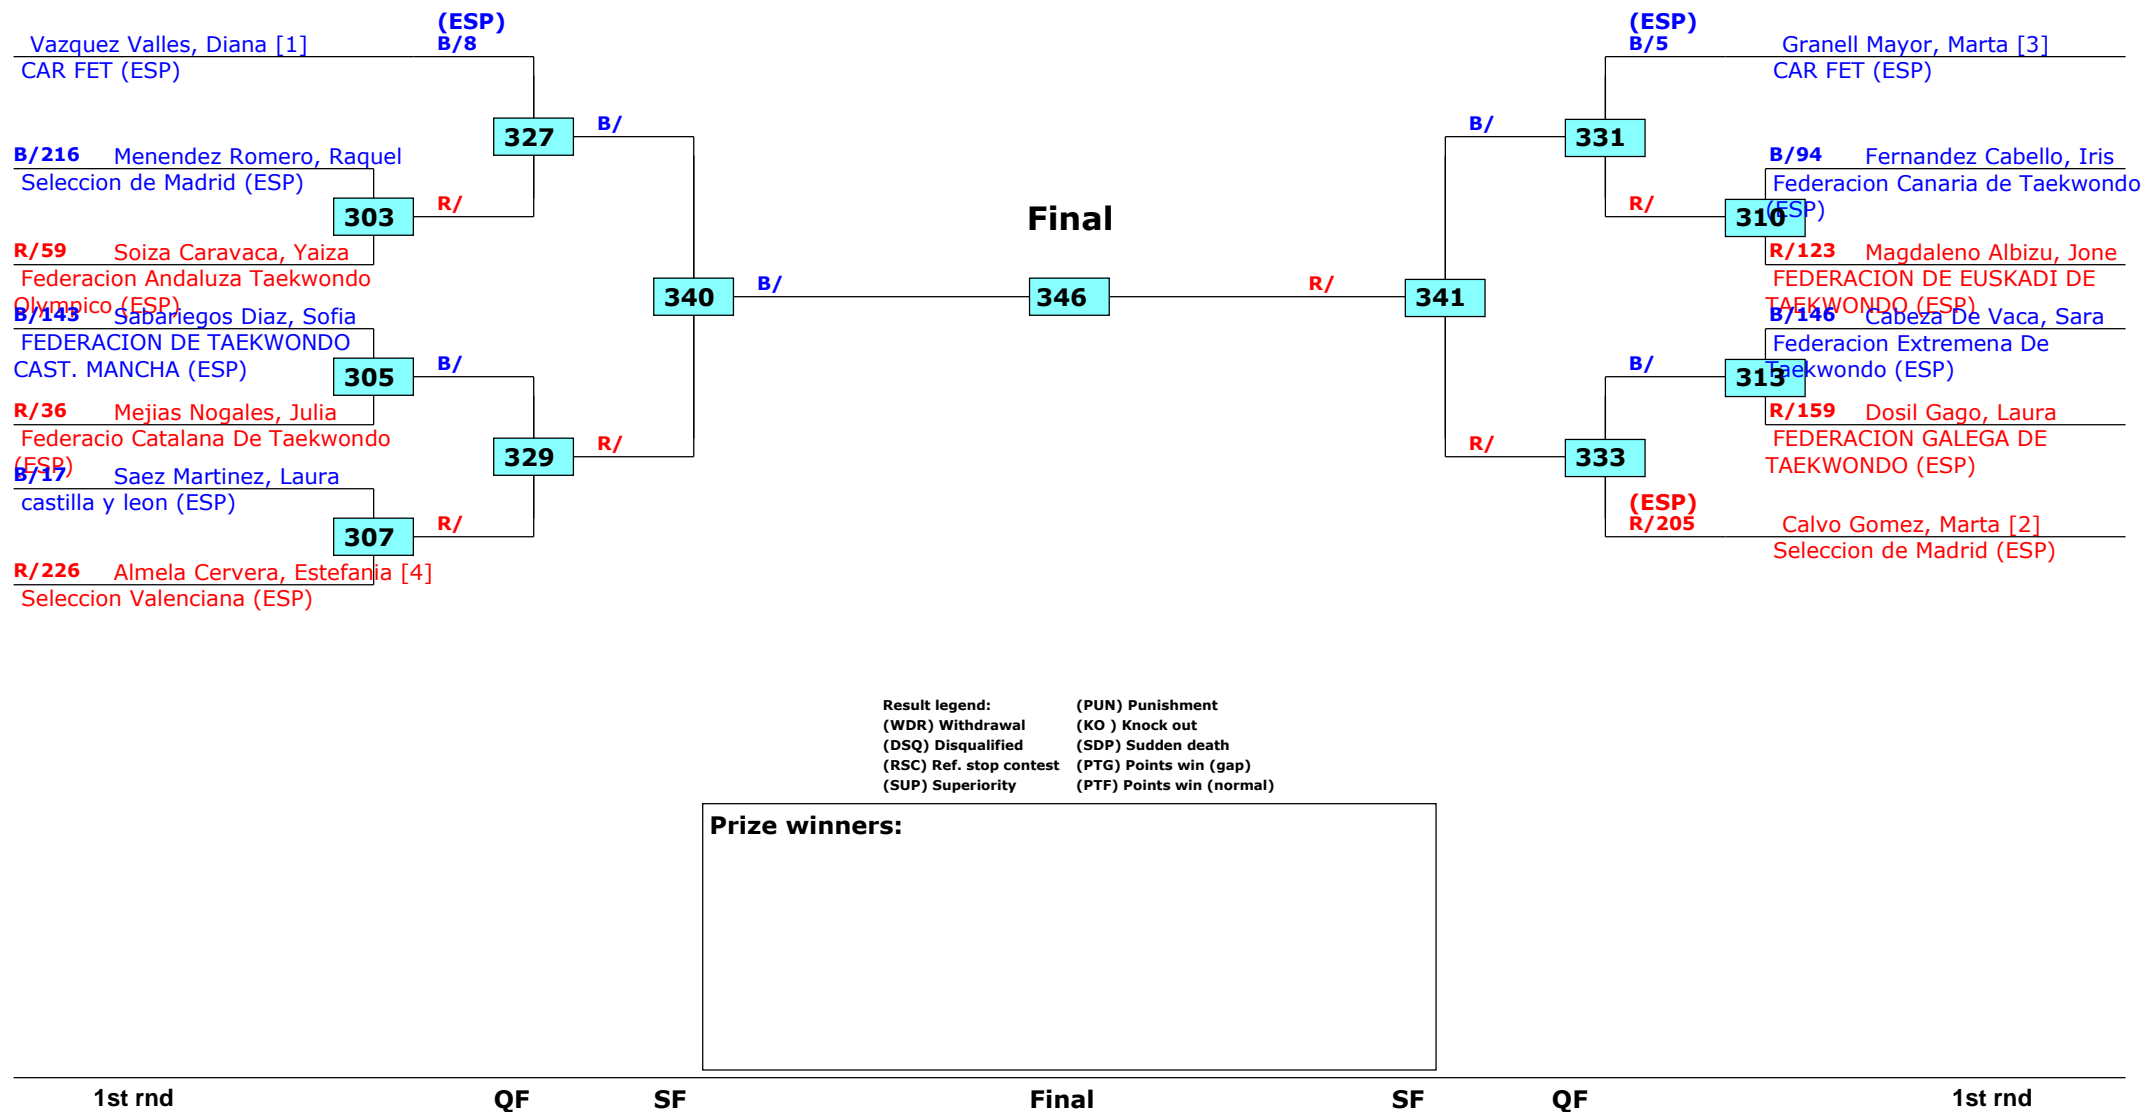 (ESP)
B/8
Vazquez Valles, Diana [1]
CAR FET (ESP)
327
B/
B/216 Menendez Romero, Raquel
Seleccion de Madrid (ESP)
303
R/
R/59 Soiza Caravaca, Yaiza
Federacion Andaluza Taekwondo
Olympico (ESP)
340
B/
B/143 Sabariegos Diaz, Sofia
FEDERACION DE TAEKWONDO
CAST. MANCHA (ESP)
305
B/
R/36 Mejias Nogales, Julia
Federacio Catalana De Taekwondo
(ESP)
329
R/
B/17 Saez Martinez, Laura
castilla y leon (ESP)
307
R/
R/226 Almela Cervera, Estefania [4]
Seleccion Valenciana (ESP)
Final
346
(ESP)
B/5
Granell Mayor, Marta [3]
CAR FET (ESP)
B/
331
B/94 Fernandez Cabello, Iris
Federacion Canaria de Taekwondo
(ESP)
R/
310
R/123 Magdaleno Albizu, Jone
FEDERACION DE EUSKADI DE
TAEKWONDO (ESP)
R/
341
B/146 Cabeza De Vaca, Sara
Federacion Extremena De
Taekwondo (ESP)
B/
313
R/159 Dosil Gago, Laura
FEDERACION GALEGA DE
TAEKWONDO (ESP)
R/
333
(ESP)
R/205
Calvo Gomez, Marta [2]
Seleccion de Madrid (ESP)
Result legend: (PUN) Punishment
(WDR) Withdrawal (KO ) Knock out
(DSQ) Disqualified (SDP) Sudden death
(RSC) Ref. stop contest (PTG) Points win (gap)
(SUP) Superiority (PTF) Points win (normal)
Prize winners:
1st rnd QF SF Final SF QF 1st rnd